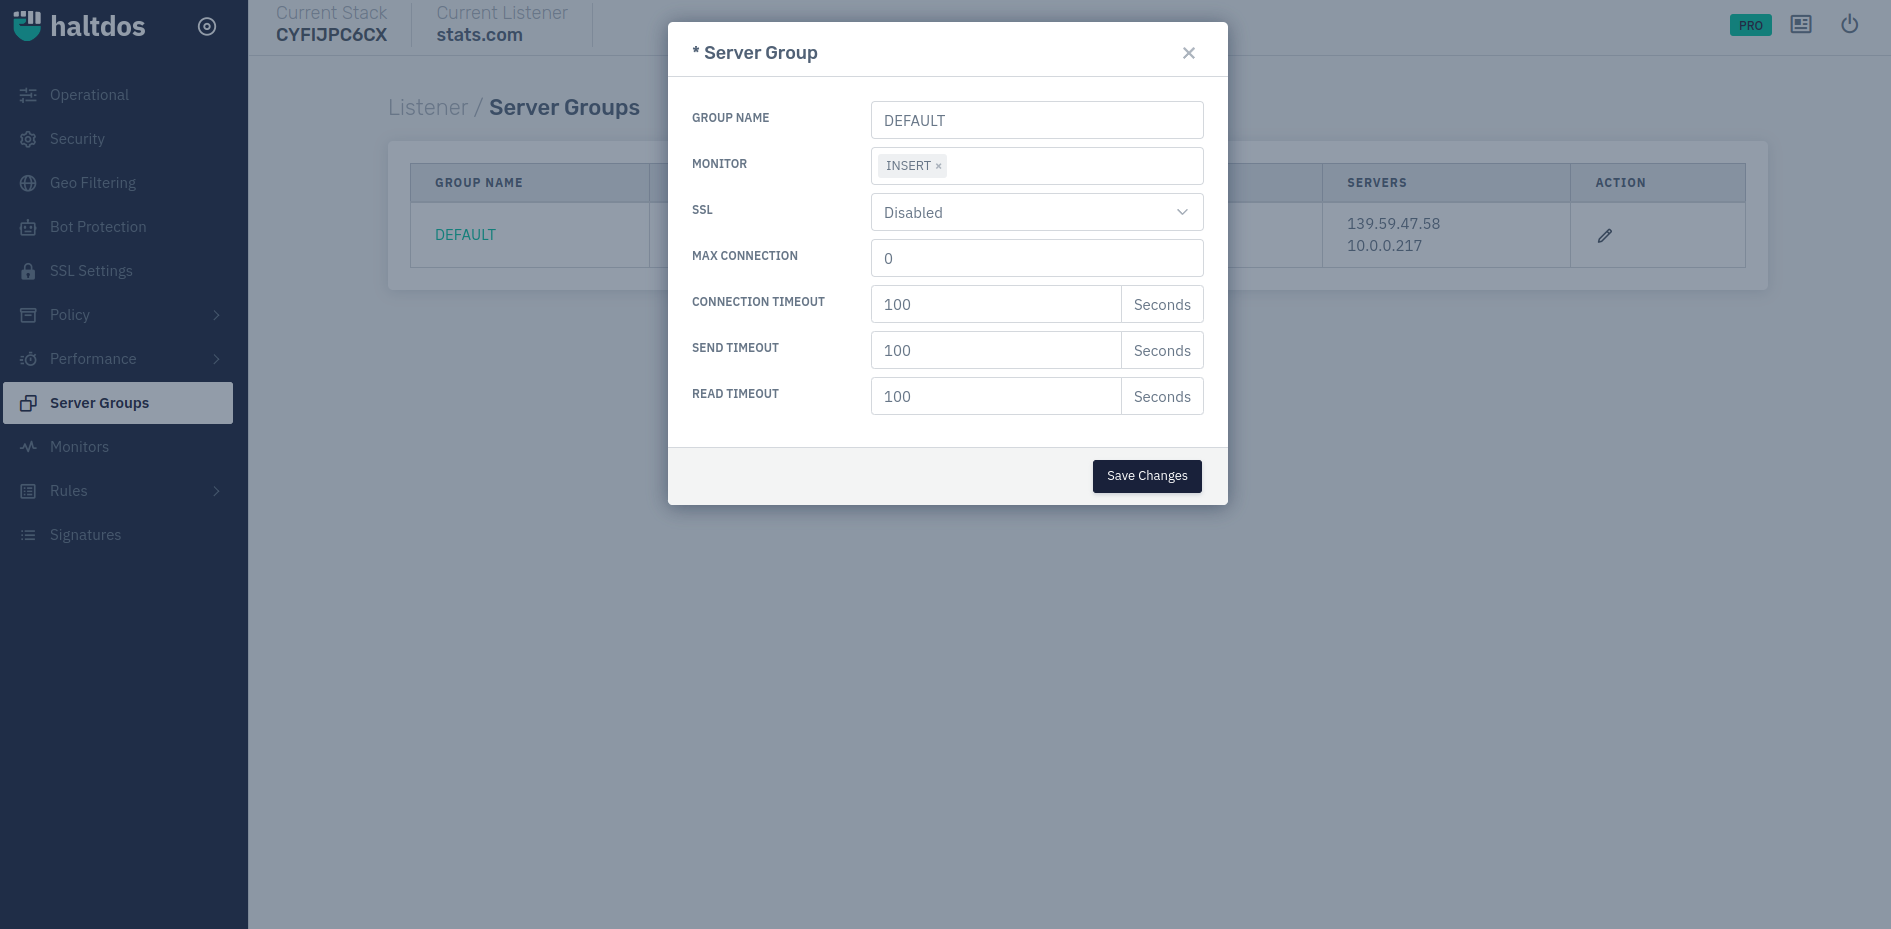 haltdos
Current Stack
CYFIJPC6CX
Current Listener
stats.com
PRO
Operational
Security
Geo Filtering
Bot Protection
SSL Settings
Policy
Performance
Server Groups
Monitors
Rules
Signatures
Listener / Server Groups
GROUP NAME
SERVERS
ACTION
DEFAULT
139.59.47.58
10.0.0.217
* Server Group
GROUP NAME
DEFAULT
MONITOR
INSERT ×
SSL
Disabled
MAX CONNECTION
0
CONNECTION TIMEOUT
100 Seconds
SEND TIMEOUT
100 Seconds
READ TIMEOUT
100 Seconds
Save Changes